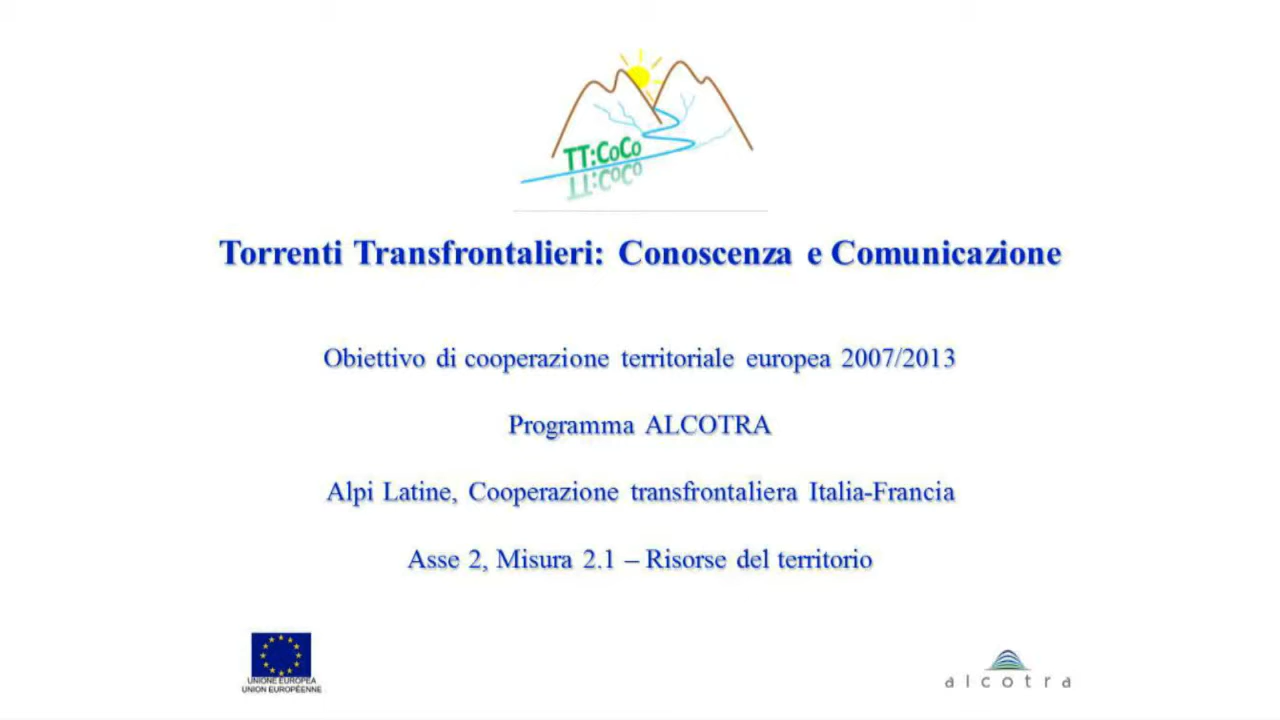 TT:CoCo
Torrenti Transfrontalieri: Conoscenza e Comunicazione
Obiettivo di cooperazione territoriale europea 2007/2013
Programma ALCOTRA
Alpi Latine, Cooperazione transfrontaliera Italia-Francia
Asse 2, Misura 2.1 – Risorse del territorio
UNIONE EUROPEA
UNION EUROPÉENNE
alcotra